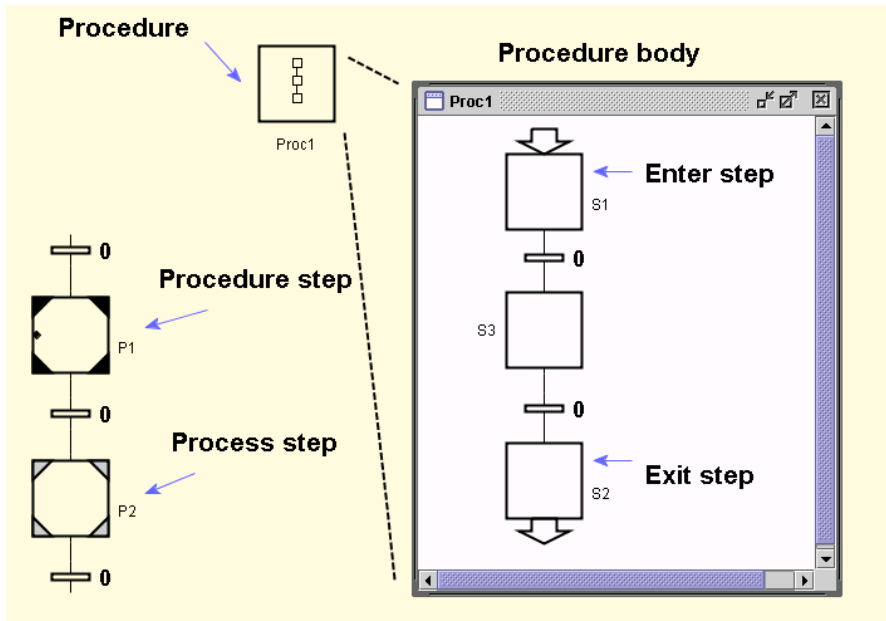 Procedure
Procedure body
Proc1
Proc1
Enter step
S1
0
0
Procedure step
S3
P1
0
0
Process step
Exit step
S2
P2
0